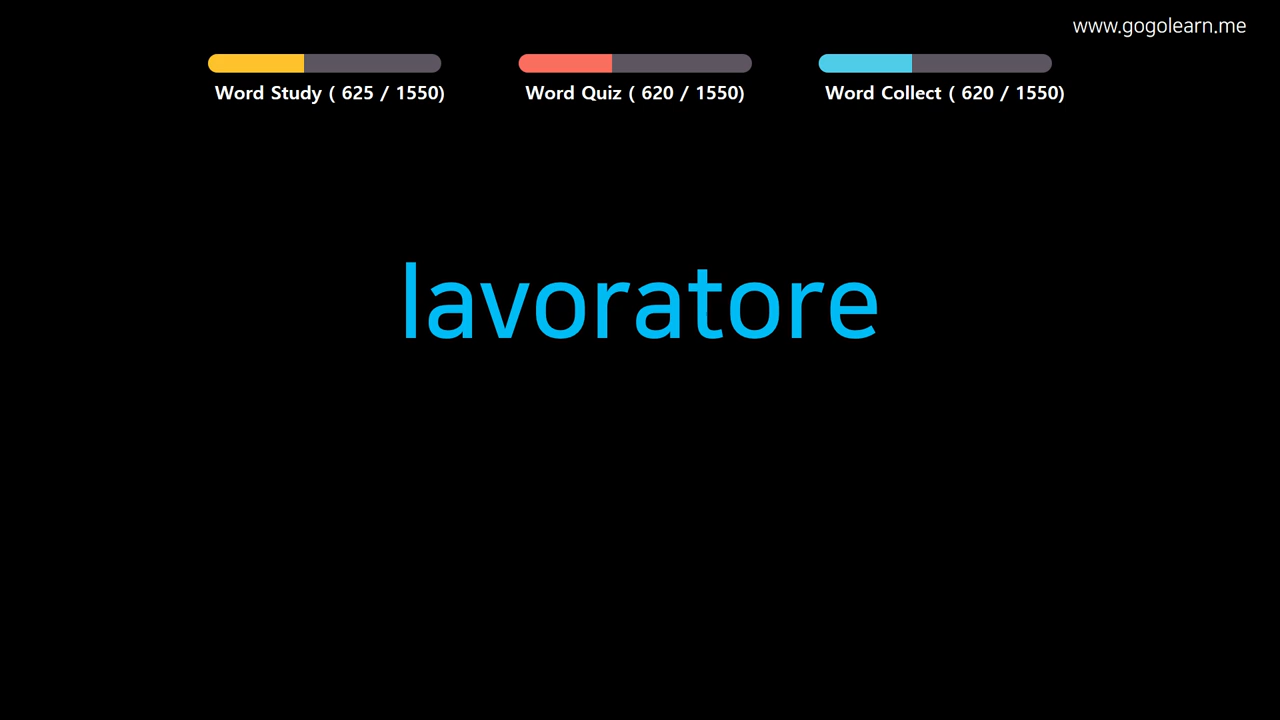 www.gogolearn.me
Word Study ( 625 / 1550)
Word Quiz ( 620 / 1550)
Word Collect ( 620 / 1550)
lavoratore